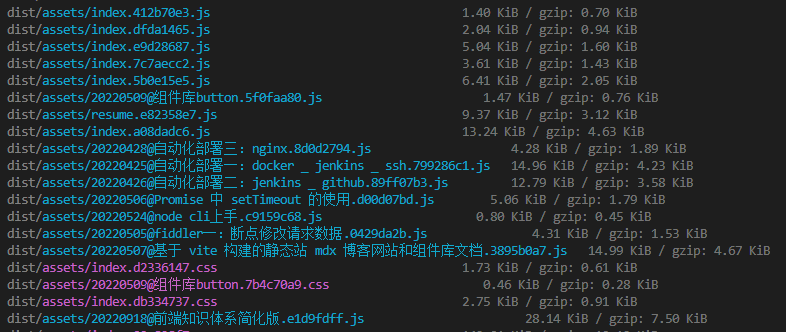 dist/assets/index.412b70e3.js 1.40 KiB / gzip: 0.70 KiB
dist/assets/index.dfda1465.js 2.04 KiB / gzip: 0.94 KiB
dist/assets/index.e9d28687.js 5.04 KiB / gzip: 1.60 KiB
dist/assets/index.7c7aecc2.js 3.61 KiB / gzip: 1.43 KiB
dist/assets/index.5b0e15e5.js 6.41 KiB / gzip: 2.05 KiB
dist/assets/20220509@组件库button.5f0faa80.js 1.47 KiB / gzip: 0.76 KiB
dist/assets/resume.e82358e7.js 9.37 KiB / gzip: 3.12 KiB
dist/assets/index.a08dadc6.js 13.24 KiB / gzip: 4.63 KiB
dist/assets/20220428@自动化部署三：nginx.8d0d2794.js 4.28 KiB / gzip: 1.89 KiB
dist/assets/20220425@自动化部署一：docker _ jenkins _ ssh.799286c1.js 14.96 KiB / gzip: 4.23 KiB
dist/assets/20220426@自动化部署二：jenkins _ github.89ff07b3.js 12.79 KiB / gzip: 3.58 KiB
dist/assets/20220506@Promise 中 setTimeout 的使用.d00d07bd.js 5.06 KiB / gzip: 1.79 KiB
dist/assets/20220524@node cli上手.c9159c68.js 0.80 KiB / gzip: 0.45 KiB
dist/assets/20220505@fiddler一：断点修改请求数据.0429da2b.js 4.31 KiB / gzip: 1.53 KiB
dist/assets/20220507@基于 vite 构建的静态站 mdx 博客网站和组件库文档.3895b0a7.js 14.99 KiB / gzip: 4.67 KiB
dist/assets/index.d2336147.css 1.73 KiB / gzip: 0.61 KiB
dist/assets/20220509@组件库button.7b4c70a9.css 0.46 KiB / gzip: 0.28 KiB
dist/assets/index.db334737.css 2.75 KiB / gzip: 0.91 KiB
dist/assets/20220918@前端知识体系简化版.e1d9fdff.js 28.14 KiB / gzip: 7.50 KiB